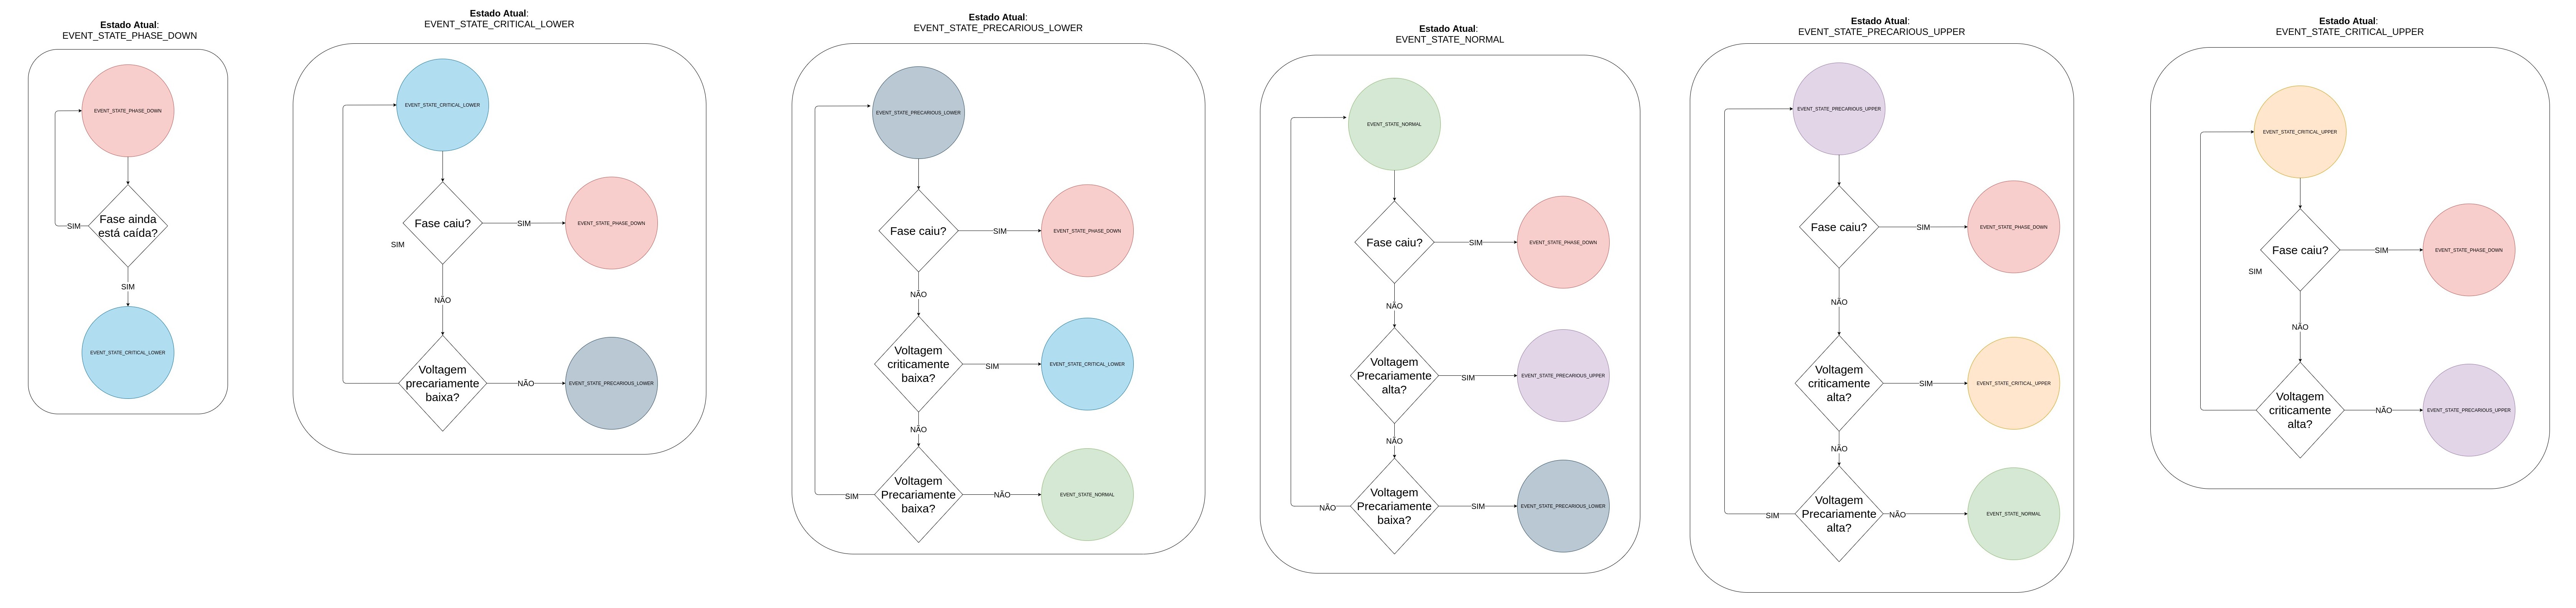 Estado Atual:
EVENT_STATE_PHASE_DOWN
EVENT_STATE_PHASE_DOWN
Fase ainda
está caída?
SIM
SIM
EVENT_STATE_CRITICAL_LOWER
Estado Atual:
EVENT_STATE_CRITICAL_LOWER
EVENT_STATE_CRITICAL_LOWER
Fase caiu?
SIM
EVENT_STATE_PHASE_DOWN
SIM
NÃO
Voltagem
precariamente
baixa?
NÃO
EVENT_STATE_PRECARIOUS_LOWER
Estado Atual:
EVENT_STATE_PRECARIOUS_LOWER
EVENT_STATE_PRECARIOUS_LOWER
Fase caiu?
SIM
EVENT_STATE_PHASE_DOWN
NÃO
Voltagem
criticamente
baixa?
SIM
EVENT_STATE_CRITICAL_LOWER
NÃO
Voltagem
Precariamente
baixa?
SIM
NÃO
EVENT_STATE_NORMAL
Estado Atual:
EVENT_STATE_NORMAL
EVENT_STATE_NORMAL
Fase caiu?
SIM
EVENT_STATE_PHASE_DOWN
NÃO
Voltagem
Precariamente
alta?
SIM
EVENT_STATE_PRECARIOUS_UPPER
NÃO
Voltagem
Precariamente
baixa?
NÃO
SIM
EVENT_STATE_PRECARIOUS_LOWER
Estado Atual:
EVENT_STATE_PRECARIOUS_UPPER
EVENT_STATE_PRECARIOUS_UPPER
Fase caiu?
SIM
EVENT_STATE_PHASE_DOWN
NÃO
Voltagem
criticamente
alta?
SIM
EVENT_STATE_CRITICAL_UPPER
NÃO
Voltagem
Precariamente
alta?
SIM
NÃO
EVENT_STATE_NORMAL
Estado Atual:
EVENT_STATE_CRITICAL_UPPER
EVENT_STATE_CRITICAL_UPPER
Fase caiu?
SIM
EVENT_STATE_PHASE_DOWN
SIM
NÃO
Voltagem
criticamente
alta?
NÃO
EVENT_STATE_PRECARIOUS_UPPER